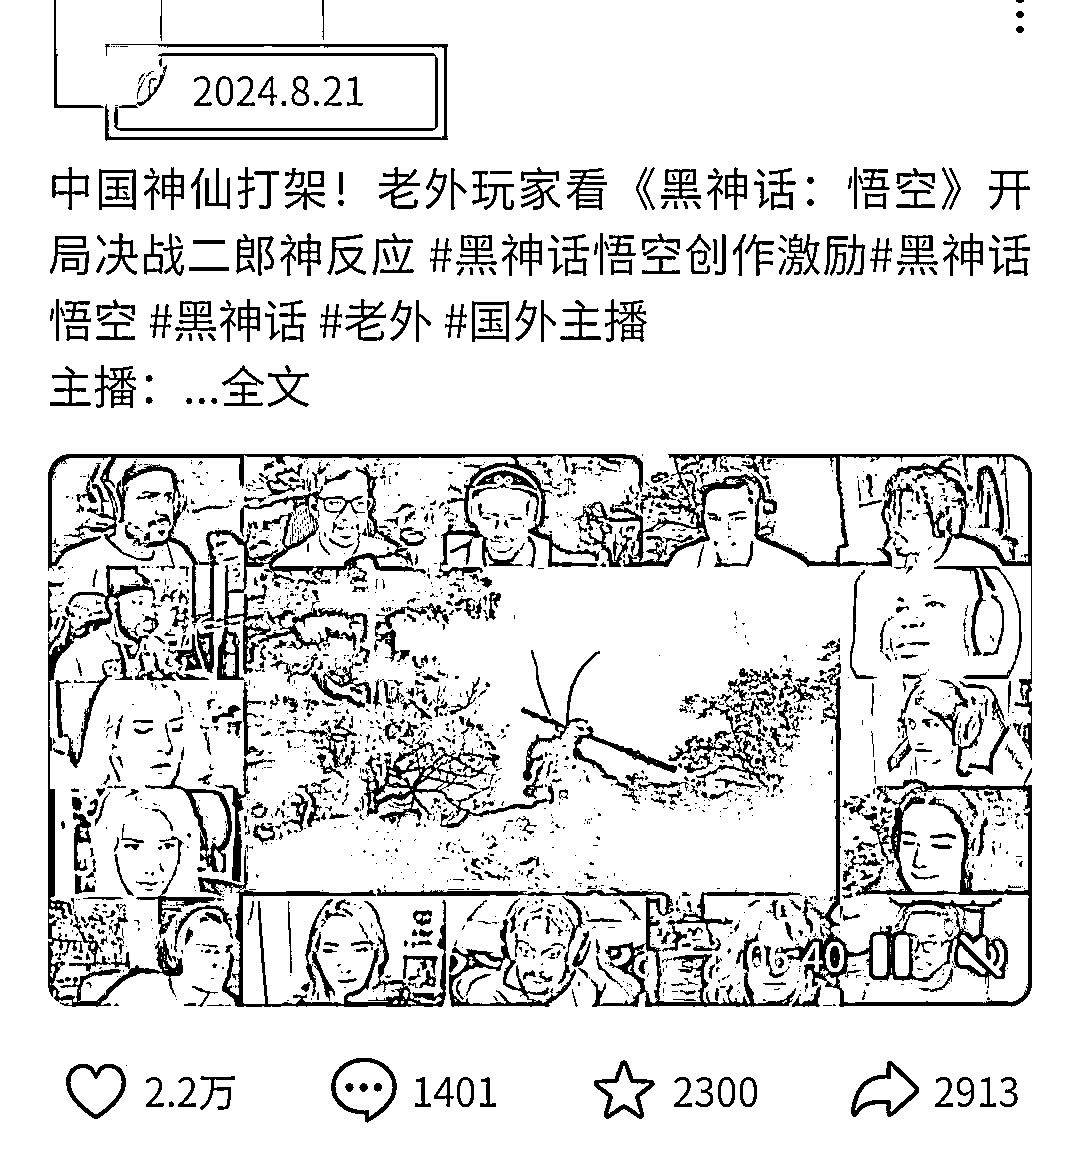 2024.8.21
中国神仙打架！老外玩家看《黑神话：悟空》开
局决战二郎神反应 #黑神话悟空创作激励#黑神话
悟空 #黑神话 #老外 #国外主播
主播：...全文
06:40
2.2万
1401
2300
2913